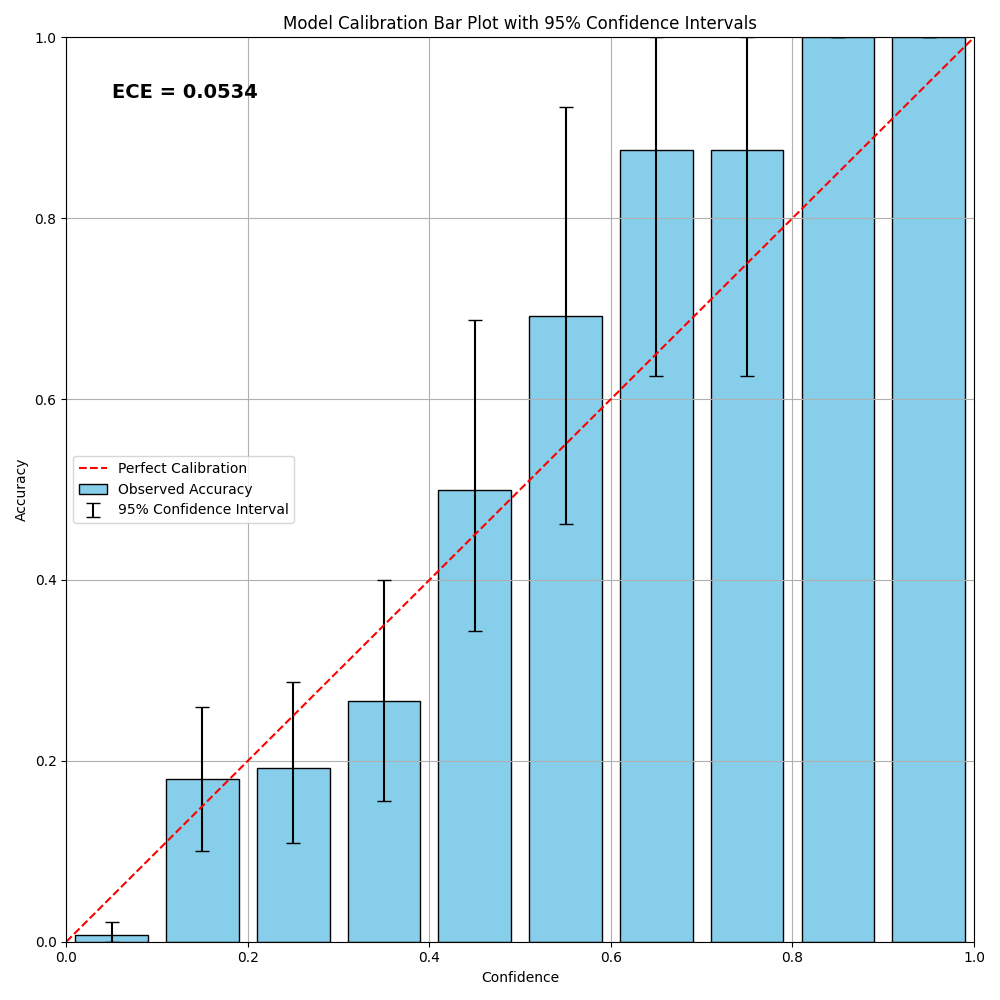 Model Calibration Bar Plot with 95% Confidence Intervals
1.0
ECE = 0.0534
0.8
0.6
Perfect Calibration
Observed Accuracy
95% Confidence Interval
Accuracy
0.4
0.2
0.0
0.0 0.2 0.4 0.6 0.8 1.0
Confidence